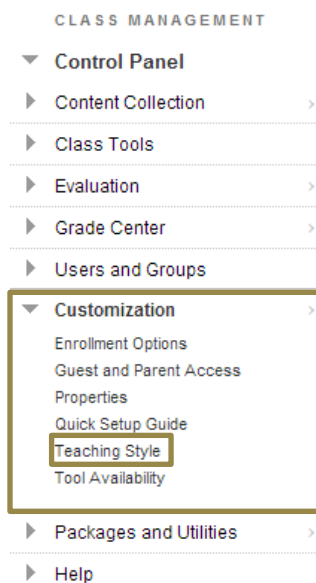 CLASS MANAGEMENT
Control Panel
Content Collection
Class Tools
Evaluation
Grade Center
Users and Groups
Customization
Enrollment Options
Guest and Parent Access
Properties
Quick Setup Guide
Teaching Style
Tool Availability
Packages and Utilities
Help